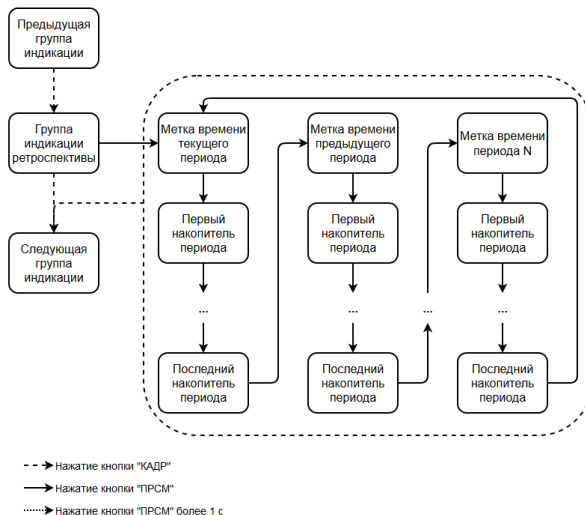 Предыдущая
группа
индикации
Группа
индикации
ретроспективы
Следующая
группа
индикации
Метка времени
текущего
периода
Первый
накопитель
периода
...
Последний
накопитель
периода
Метка времени
предыдущего
периода
Первый
накопитель
периода
...
Последний
накопитель
периода
...
Метка времени
периода N
Первый
накопитель
периода
...
Последний
накопитель
периода
Нажатие кнопки "КАДР"
Нажатие кнопки "ПРСМ"
Нажатие кнопки "ПРСМ" более 1 с